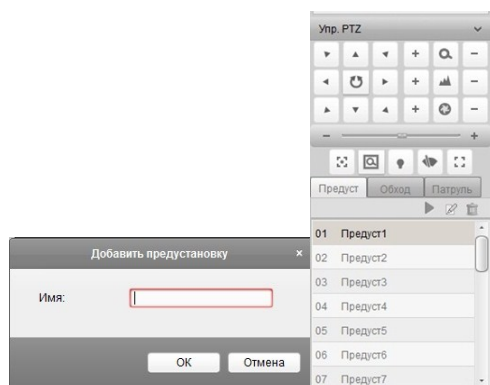 Упр. PTZ
Предуст Обход Патруль
01 Предуст1
02 Предуст2
03 Предуст3
04 Предуст4
05 Предуст5
06 Предуст6
07 Предуст7
Добавить предустановку
Имя:
OK Отмена